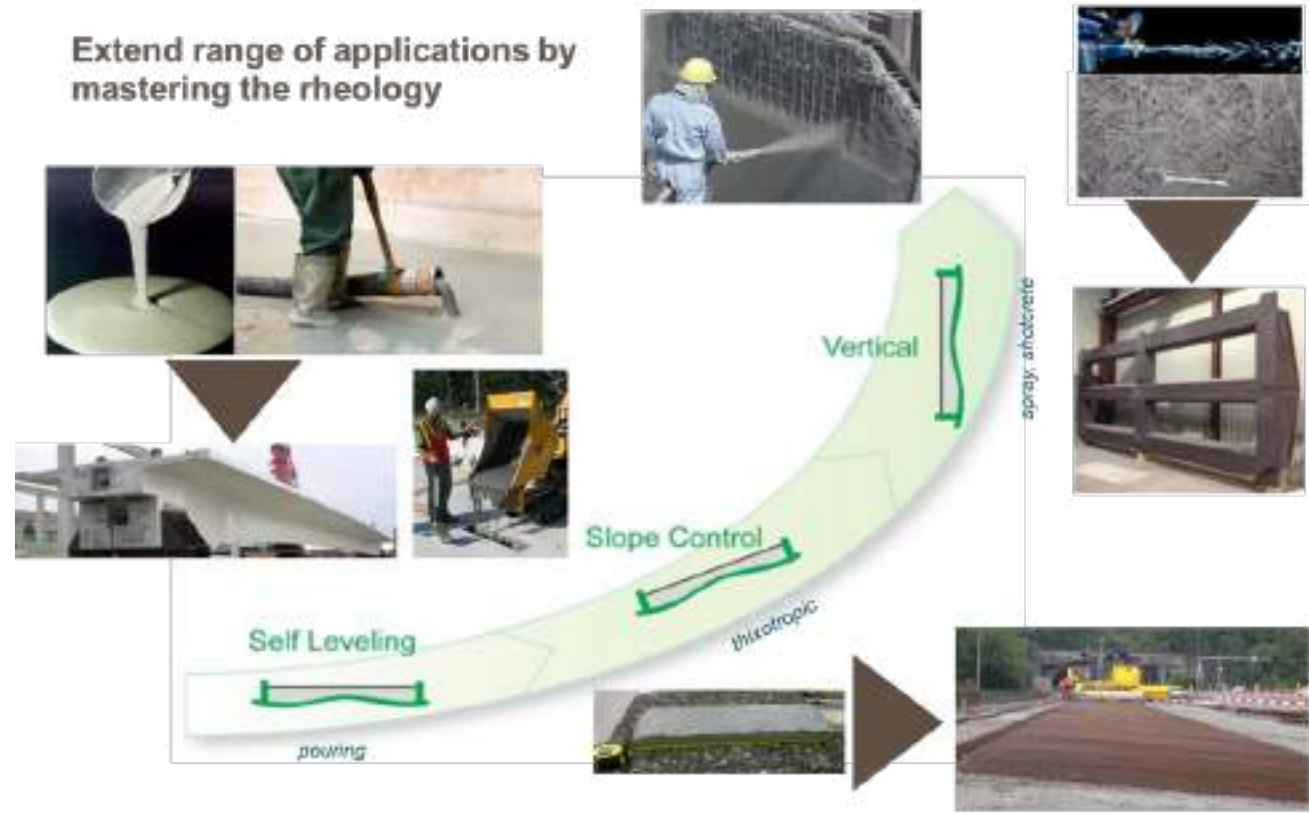 Extend range of applications by
mastering the rheology
Vertical
spray, shotcrete
Slope Control
thixotropic
Self Leveling
pouring